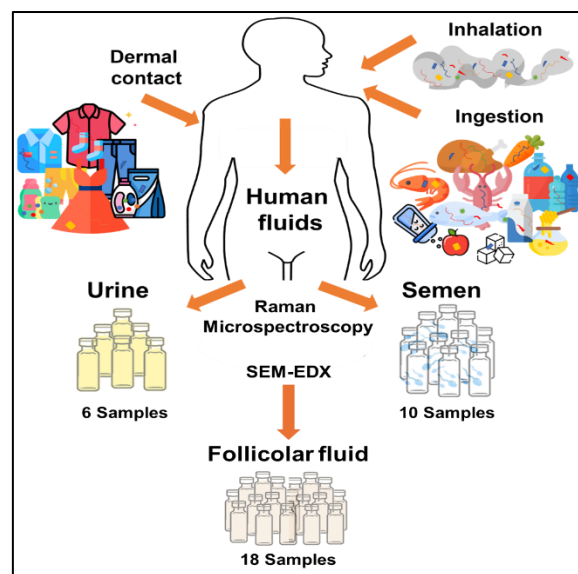 Inhalation
Dermal
contact
Ingestion
Human
fluids
Urine
Raman
Microspectroscopy
Semen
SEM-EDX
6 Samples
10 Samples
Follicolar fluid
18 Samples